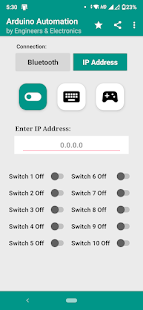 9:30
23%
Arduino Automation
by Engineers & Electronics
Connection:
Bluetooth
IP Address
Enter IP Address:
0.0.0.0
Switch 1 Off
Switch 6 Off
Switch 2 Off
Switch 7 Off
Switch 3 Off
Switch 8 Off
Switch 4 Off
Switch 9 Off
Switch 5 Off
Switch 10 Off